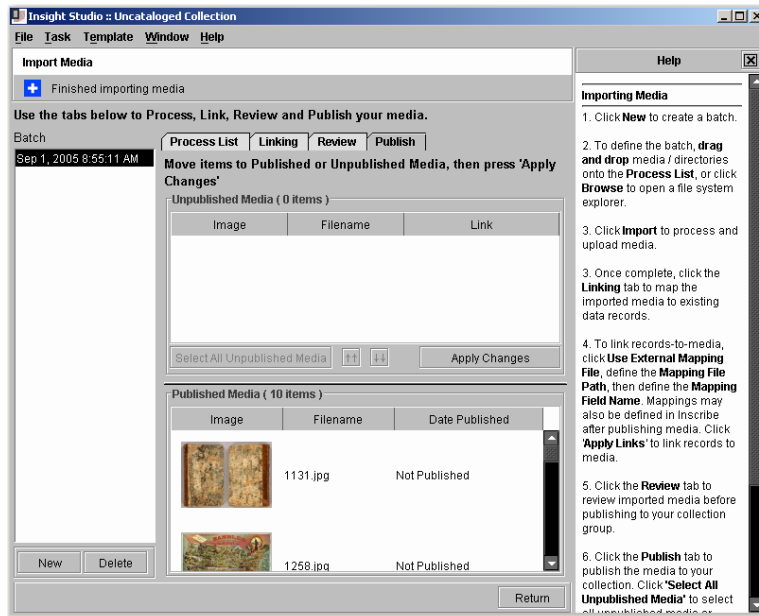 Insight Studio :: Uncataloged Collection
File Task Template Window Help
Import Media
Finished importing media
Use the tabs below to Process, Link, Review and Publish your media.
Batch
Sep 1, 2005 8:55:11 AM
New Delete
Process List Linking Review Publish
Move items to Published or Unpublished Media, then press 'Apply
Changes'
Unpublished Media ( 0 items )
Image Filename Link
Select All Unpublished Media Apply Changes
Published Media ( 10 items )
Image Filename Date Published
1131.jpg Not Published
1258.jpg Not Published
Return
Help
Importing Media
1. Click New to create a batch.
2. To define the batch, drag
and drop media / directories
onto the Process List, or click
Browse to open a file system
explorer.
3. Click Import to process and
upload media.
3. Once complete, click the
Linking tab to map the
imported media to existing
data records.
4. To link records-to-media,
click Use External Mapping
File, define the Mapping File
Path, then define the Mapping
Field Name. Mappings may
also be defined in Inscribe
after publishing media. Click
'Apply Links' to link records to
media.
5. Click the Review tab to
review imported media before
publishing to your collection
group.
6. Click the Publish tab to
publish the media to your
collection. Click 'Select All
Unpublished Media' to select
all unpublished media or